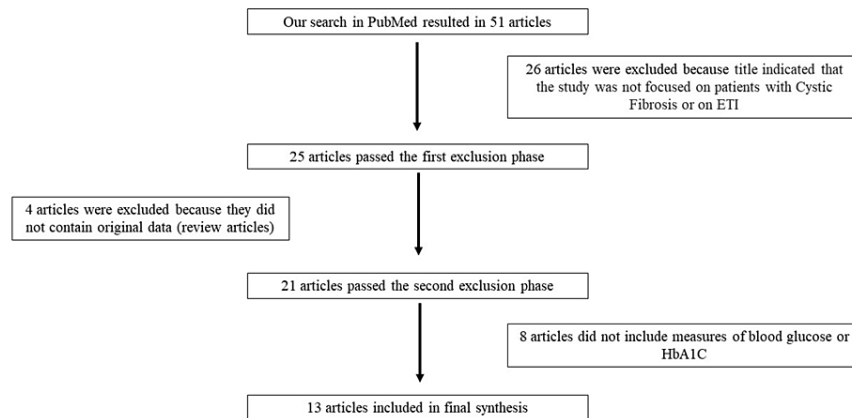 Our search in PubMed resulted in 51 articles
26 articles were excluded because title indicated that
the study was not focused on patients with Cystic
Fibrosis or on ETI
25 articles passed the first exclusion phase
4 articles were excluded because they did
not contain original data (review articles)
21 articles passed the second exclusion phase
8 articles did not include measures of blood glucose or
HbA1C
13 articles included in final synthesis